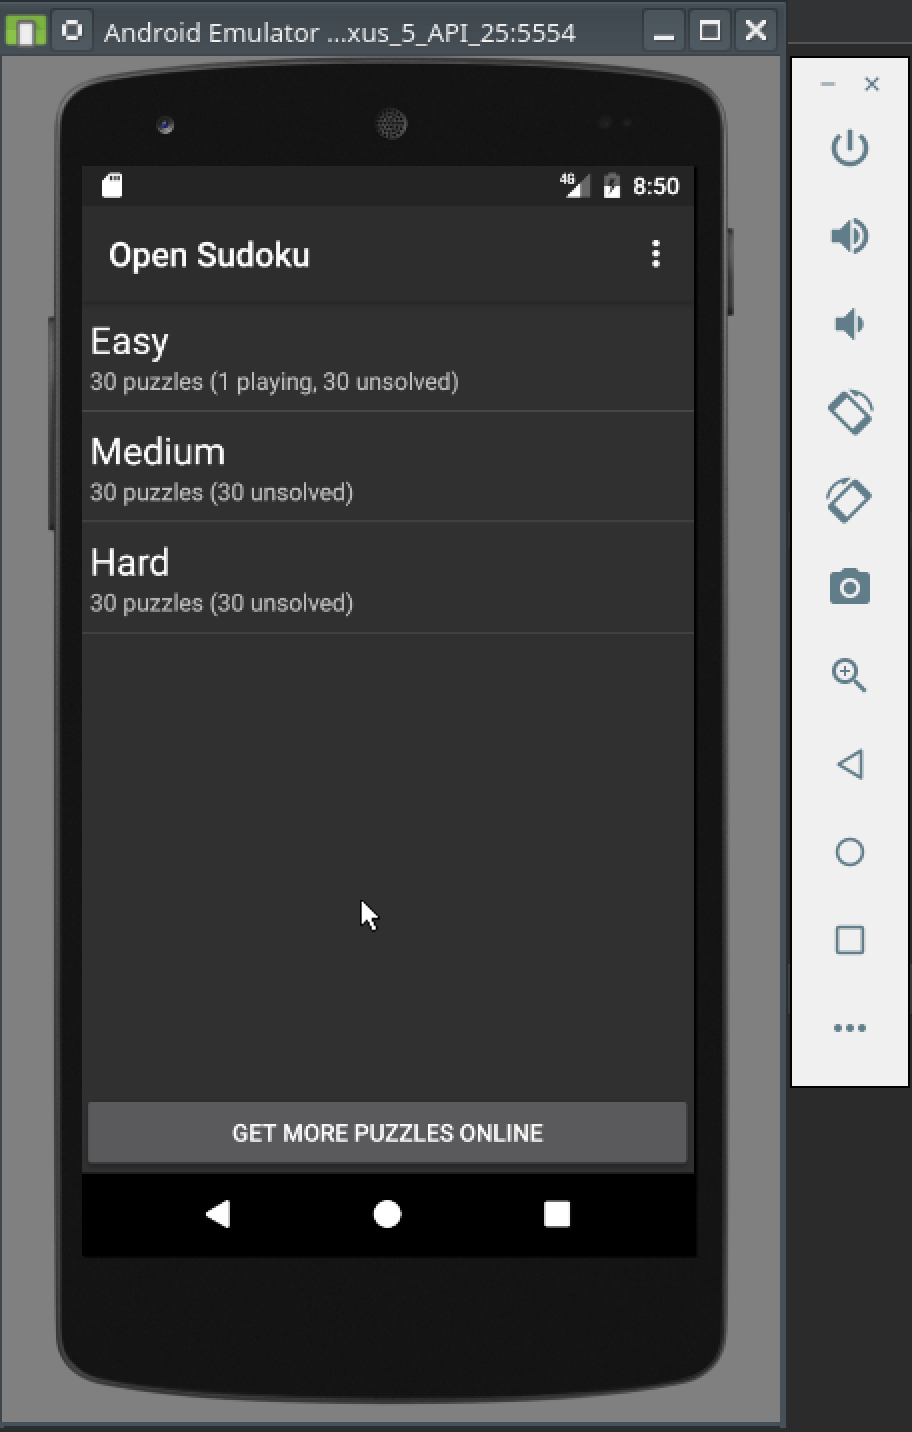 Android Emulator ...xus_5_API_25:5554
4G 8:50
Open Sudoku
Easy
30 puzzles (1 playing, 30 unsolved)
Medium
30 puzzles (30 unsolved)
Hard
30 puzzles (30 unsolved)
GET MORE PUZZLES ONLINE